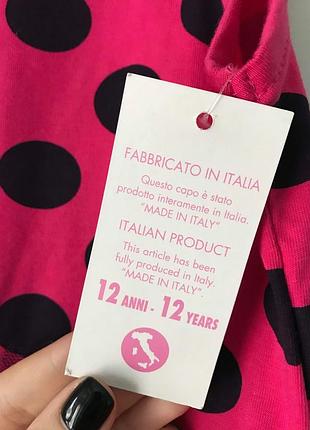 FABBRICATO IN ITALIA
Questo capo è stato
prodotto interamente in Italia.
“MADE IN ITALY”
ITALIAN PRODUCT
This article has been
fully produced in Italy.
“MADE IN ITALY”
12 ANNI - 12 YEARS